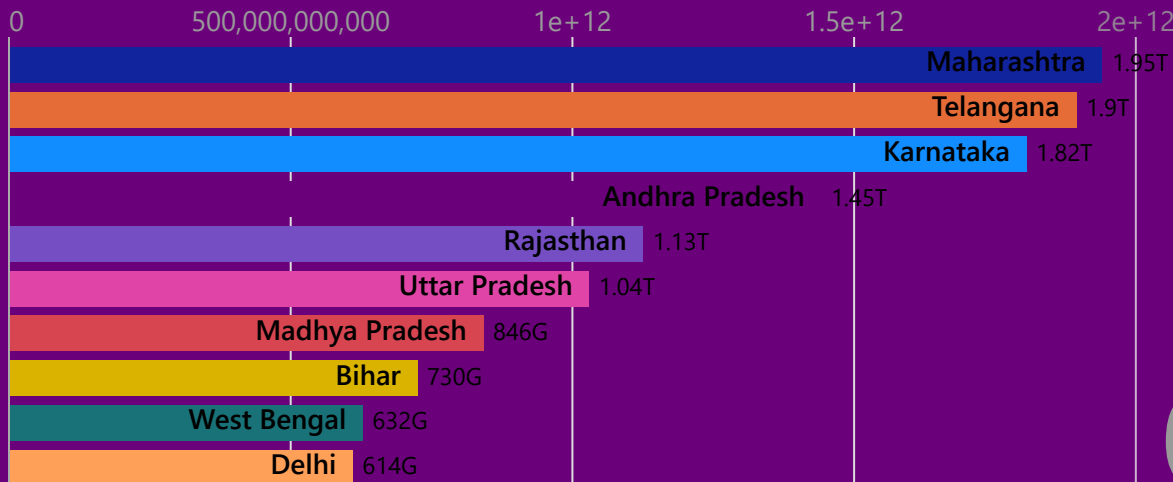 0 500,000,000,000 1e+12 1.5e+12 2e+12
Maharashtra 1.95T
Telangana 1.9T
Karnataka 1.82T
Andhra Pradesh 1.45T
Rajasthan 1.13T
Uttar Pradesh 1.04T
Madhya Pradesh 846G
Bihar 730G
West Bengal 632G
Delhi 614G